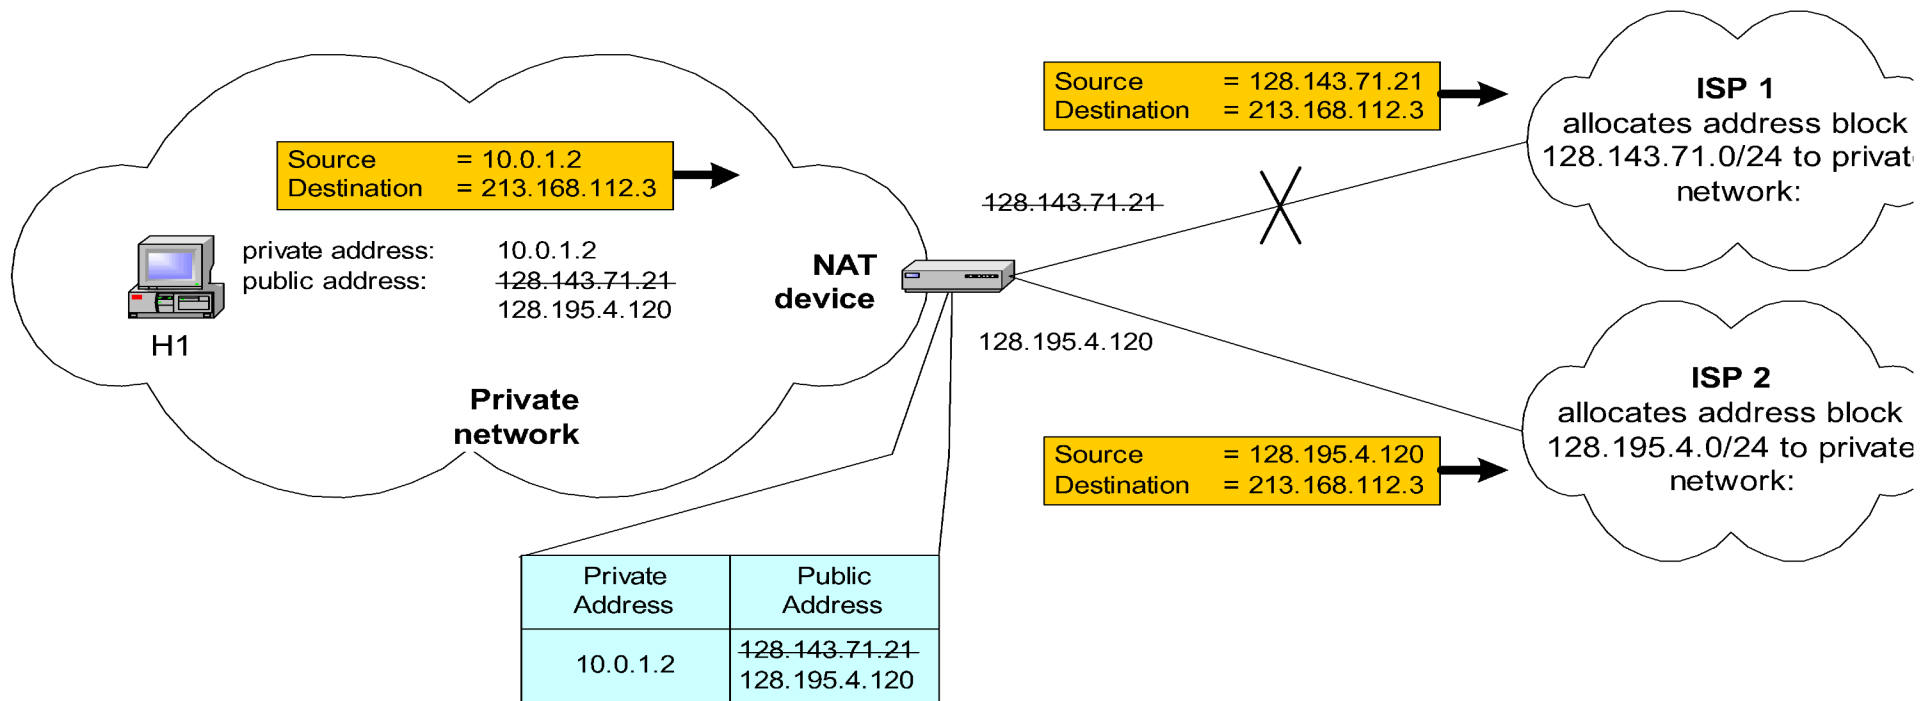 Source = 10.0.1.2
Destination = 213.168.112.3
private address: 10.0.1.2
public address: 128.143.71.21
128.195.4.120
H1
Private
network
NAT
device
Source = 128.143.71.21
Destination = 213.168.112.3
128.143.71.21
128.195.4.120
Source = 128.195.4.120
Destination = 213.168.112.3
ISP 1
allocates address block
128.143.71.0/24 to private
network:
ISP 2
allocates address block
128.195.4.0/24 to private
network:
Private
Address
Public
Address
10.0.1.2
128.143.71.21
128.195.4.120